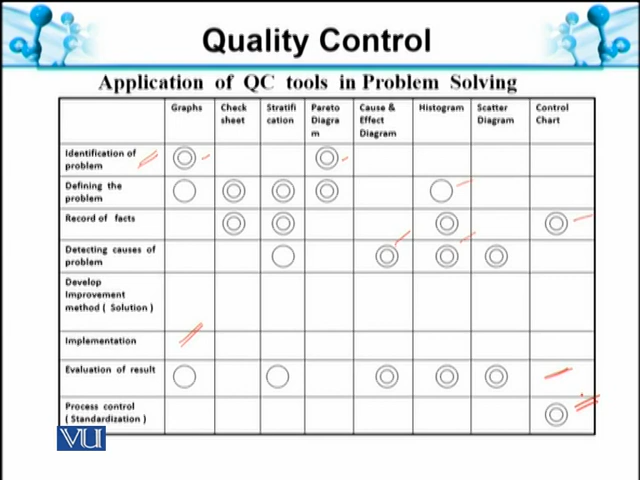 Quality Control
Application of QC tools in Problem Solving
Graphs
Check
sheet
Stratifi
cation
Pareto
Diagra
m
Cause &
Effect
Diagram
Histogram
Scatter
Diagram
Control
Chart
Identification of
problem
Defining the
problem
Record of facts
Detecting causes of
problem
Develop
Improvement
method ( Solution )
Implementation
Evaluation of result
Process control
( Standardization )
VU